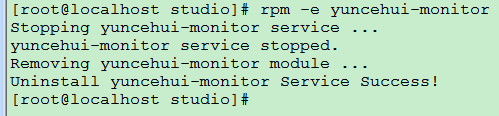 [root@localhost studio]# rpm -e yuncehui-monitor
Stopping yuncehui-monitor service ...
yuncehui-monitor service stopped.
Removing yuncehui-monitor module ...
Uninstall yuncehui-monitor Service Success!
[root@localhost studio]#